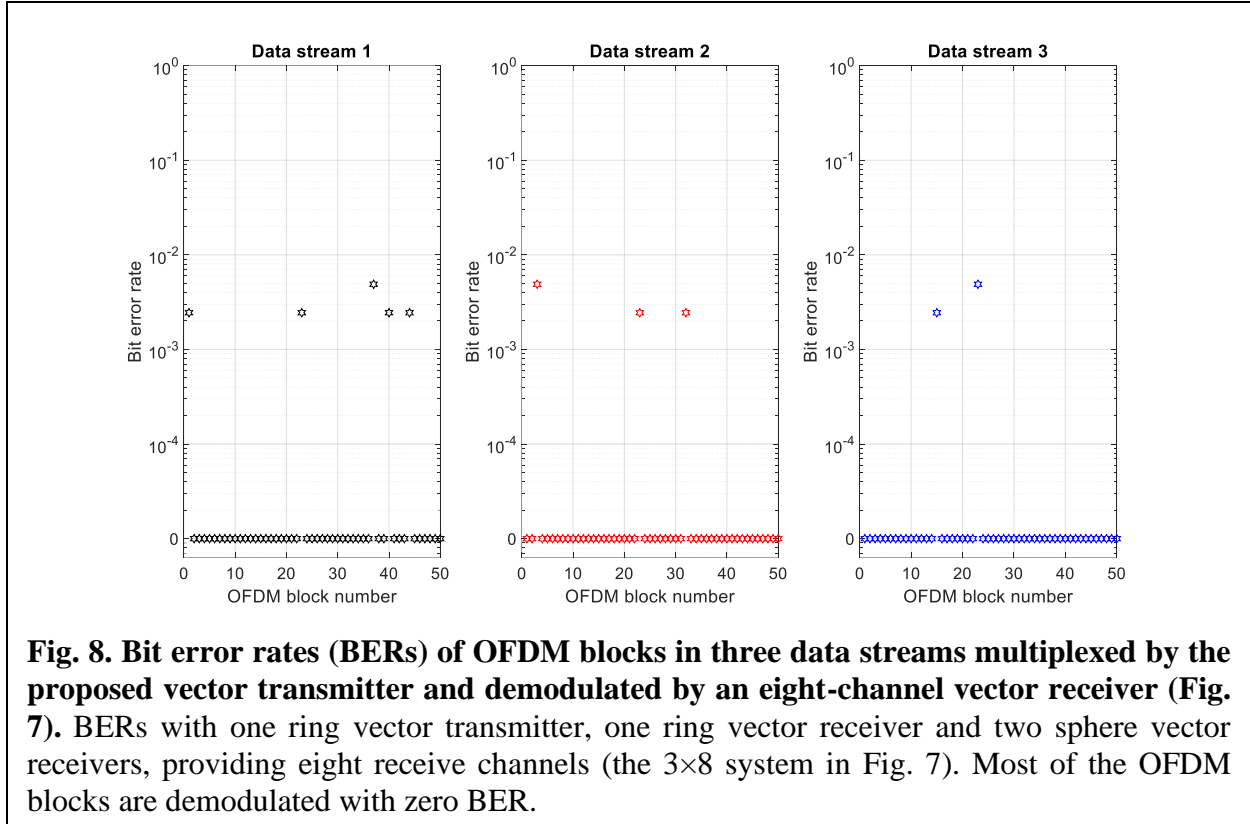 Data stream 1
Data stream 2
Data stream 3
10^0
10^-1
10^-2
10^-3
10^-4
0
Bit error rate
0 10 20 30 40 50
OFDM block number
10^0
10^-1
10^-2
10^-3
10^-4
0
Bit error rate
0 10 20 30 40 50
OFDM block number
10^0
10^-1
10^-2
10^-3
10^-4
0
Bit error rate
0 10 20 30 40 50
OFDM block number
Fig. 8. Bit error rates (BERs) of OFDM blocks in three data streams multiplexed by the
proposed vector transmitter and demodulated by an eight-channel vector receiver (Fig.
7). BERs with one ring vector transmitter, one ring vector receiver and two sphere vector
receivers, providing eight receive channels (the 3×8 system in Fig. 7). Most of the OFDM
blocks are demodulated with zero BER.